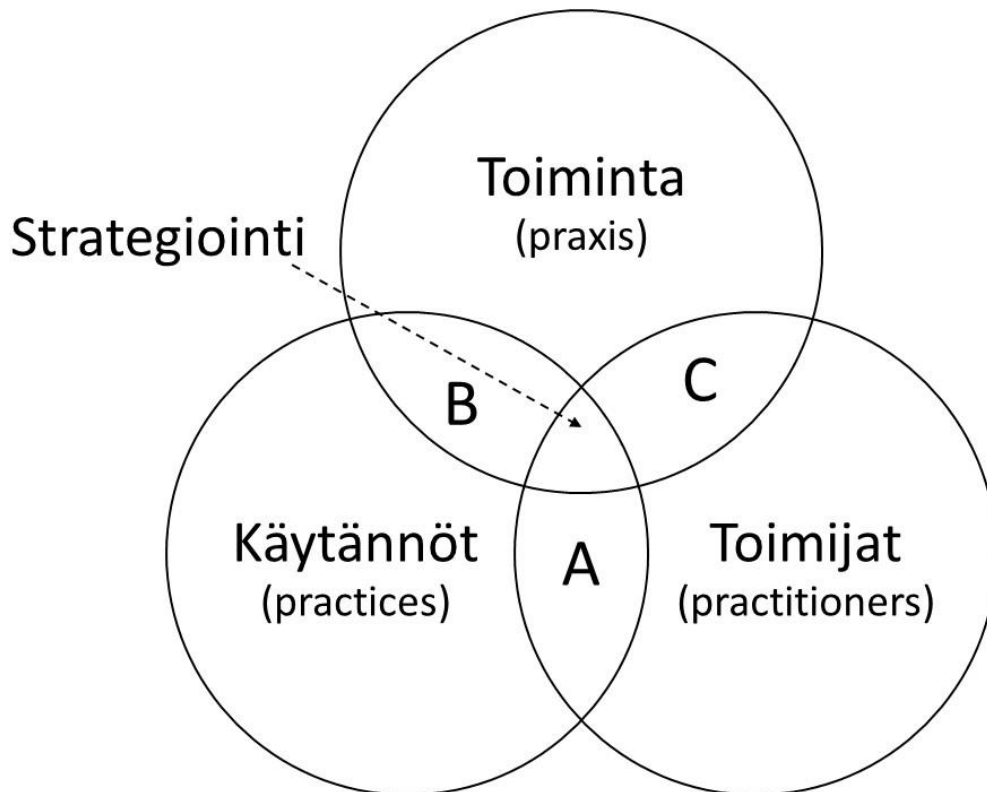 Toiminta
(praxis)
Strategiointi
B
C
Käytännöt
(practices)
A
Toimijat
(practitioners)